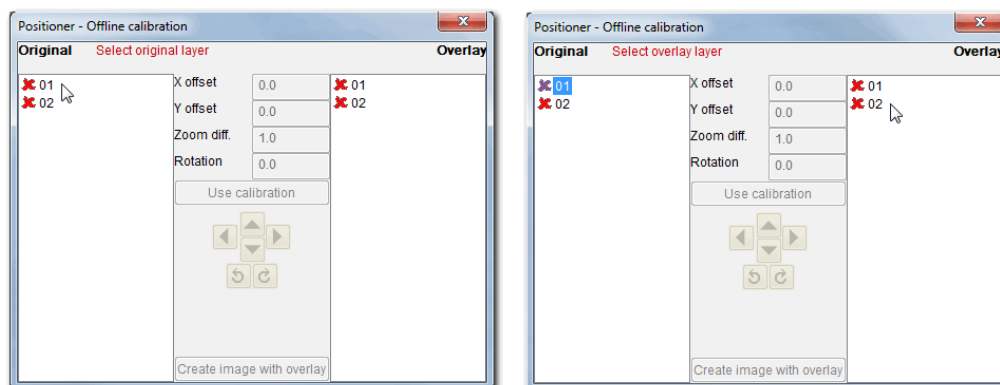 Positioner - Offline calibration
Original Select original layer Overlay
01 X offset 0.0 01
02 Y offset 0.0 02
Zoom diff. 1.0
Rotation 0.0
Use calibration
Create image with overlay
Positioner - Offline calibration
Original Select overlay layer Overlay
01 X offset 0.0 01
02 Y offset 0.0 02
Zoom diff. 1.0
Rotation 0.0
Use calibration
Create image with overlay